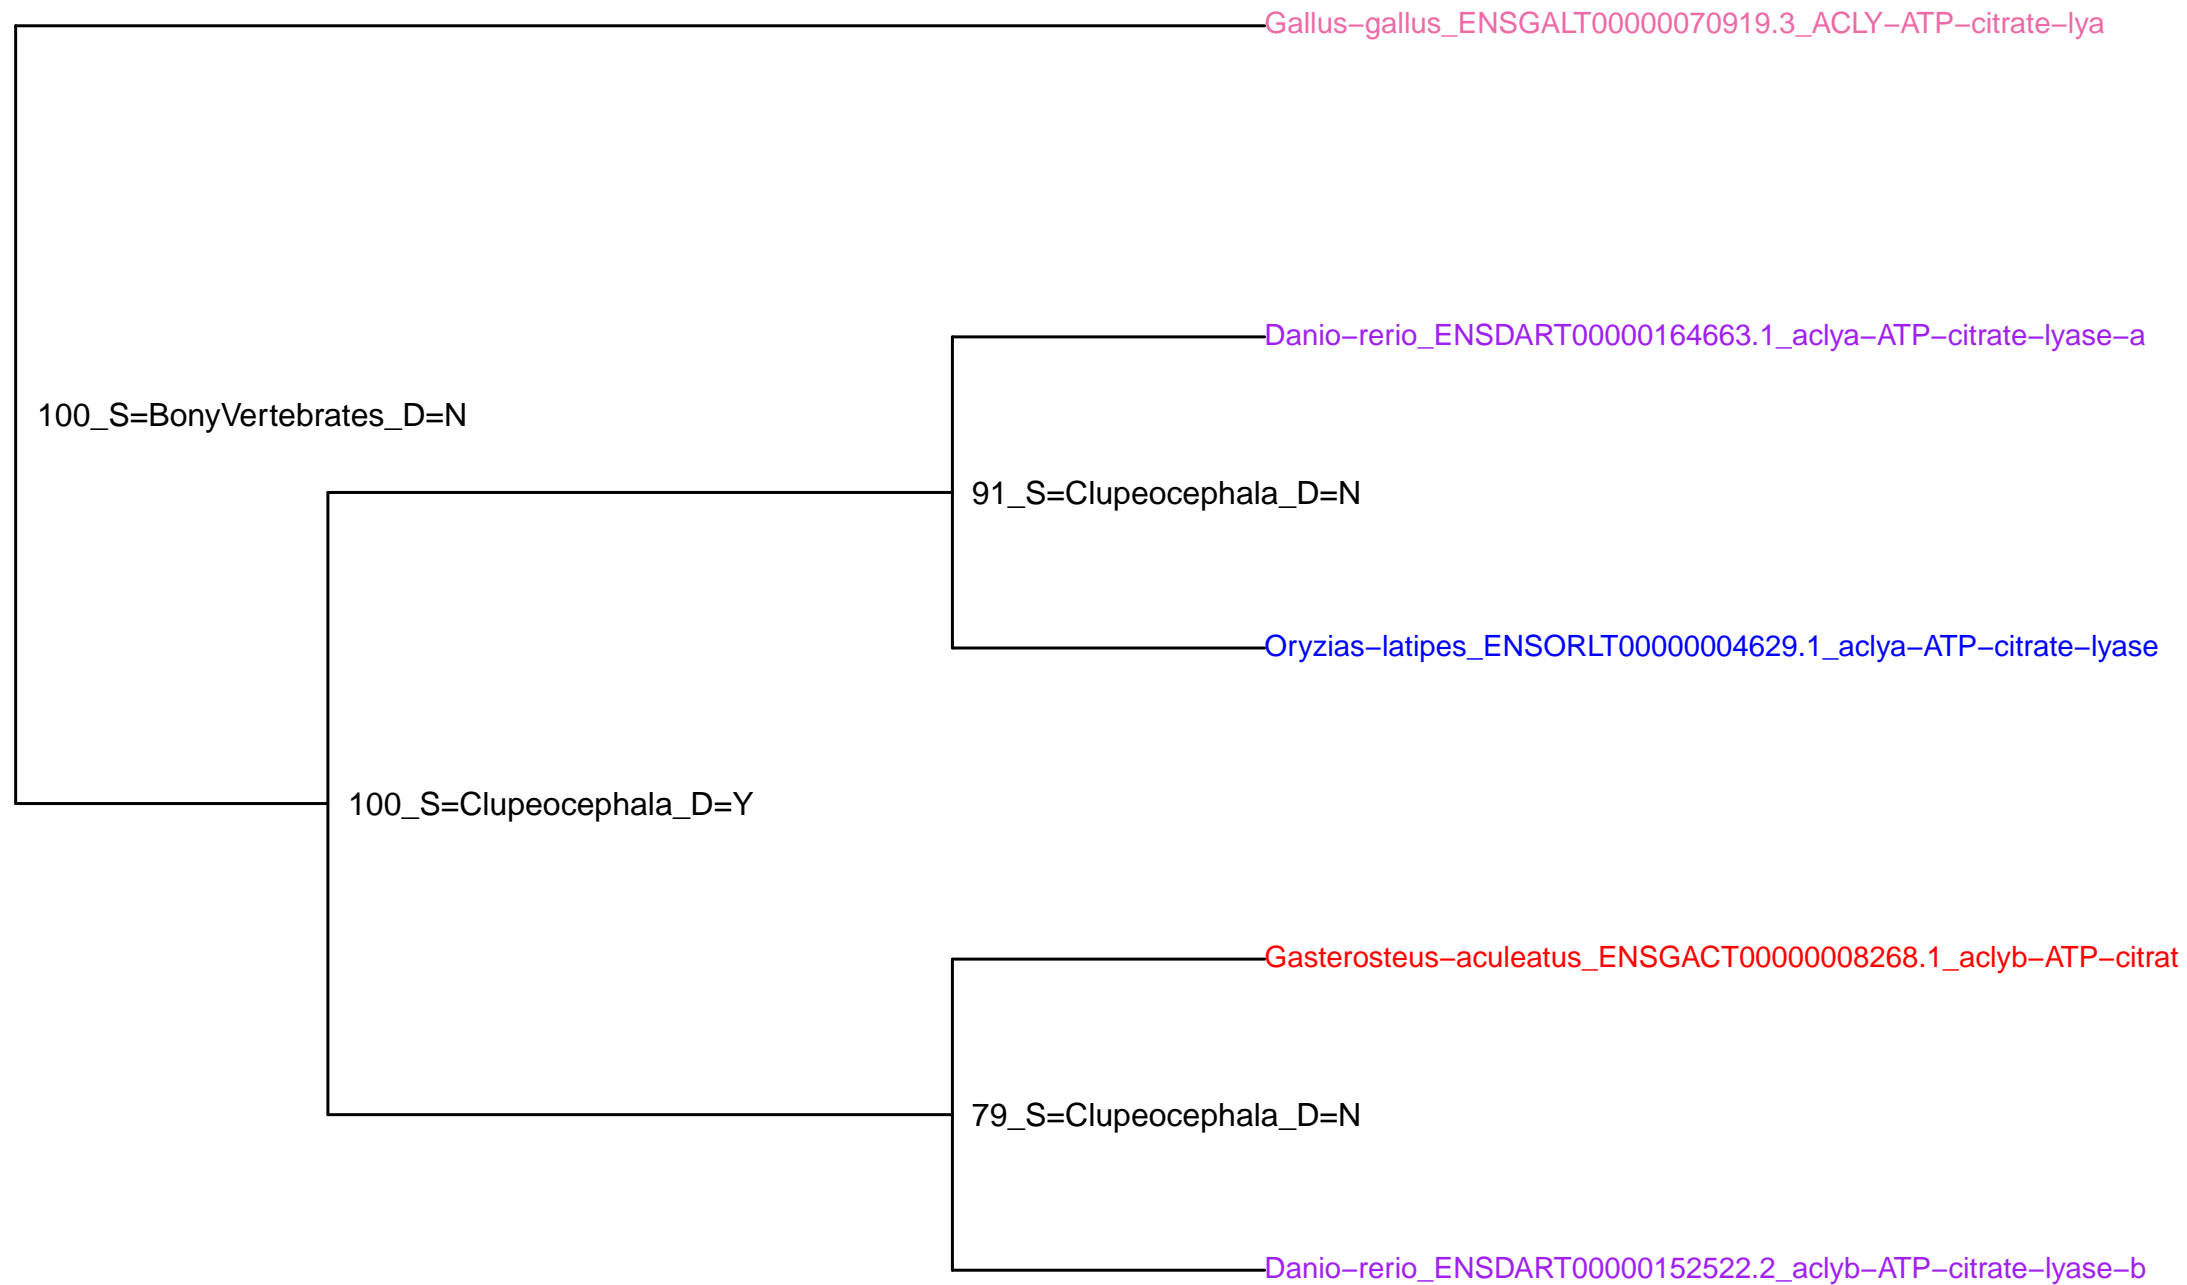 Gallus−gallus_ENSGALT00000070919.3_ACLY−ATP−citrate−lya
Danio−rerio_ENSDART00000164663.1_aclya−ATP−citrate−lyase−a
100_S=BonyVertebrates_D=N
91_S=Clupeocephala_D=N
Oryzias−latipes_ENSORLT00000004629.1_aclya−ATP−citrate−lyase
100_S=Clupeocephala_D=Y
Gasterosteus−aculeatus_ENSGACT00000008268.1_aclyb−ATP−citrat
79_S=Clupeocephala_D=N
Danio−rerio_ENSDART00000152522.2_aclyb−ATP−citrate−lyase−b